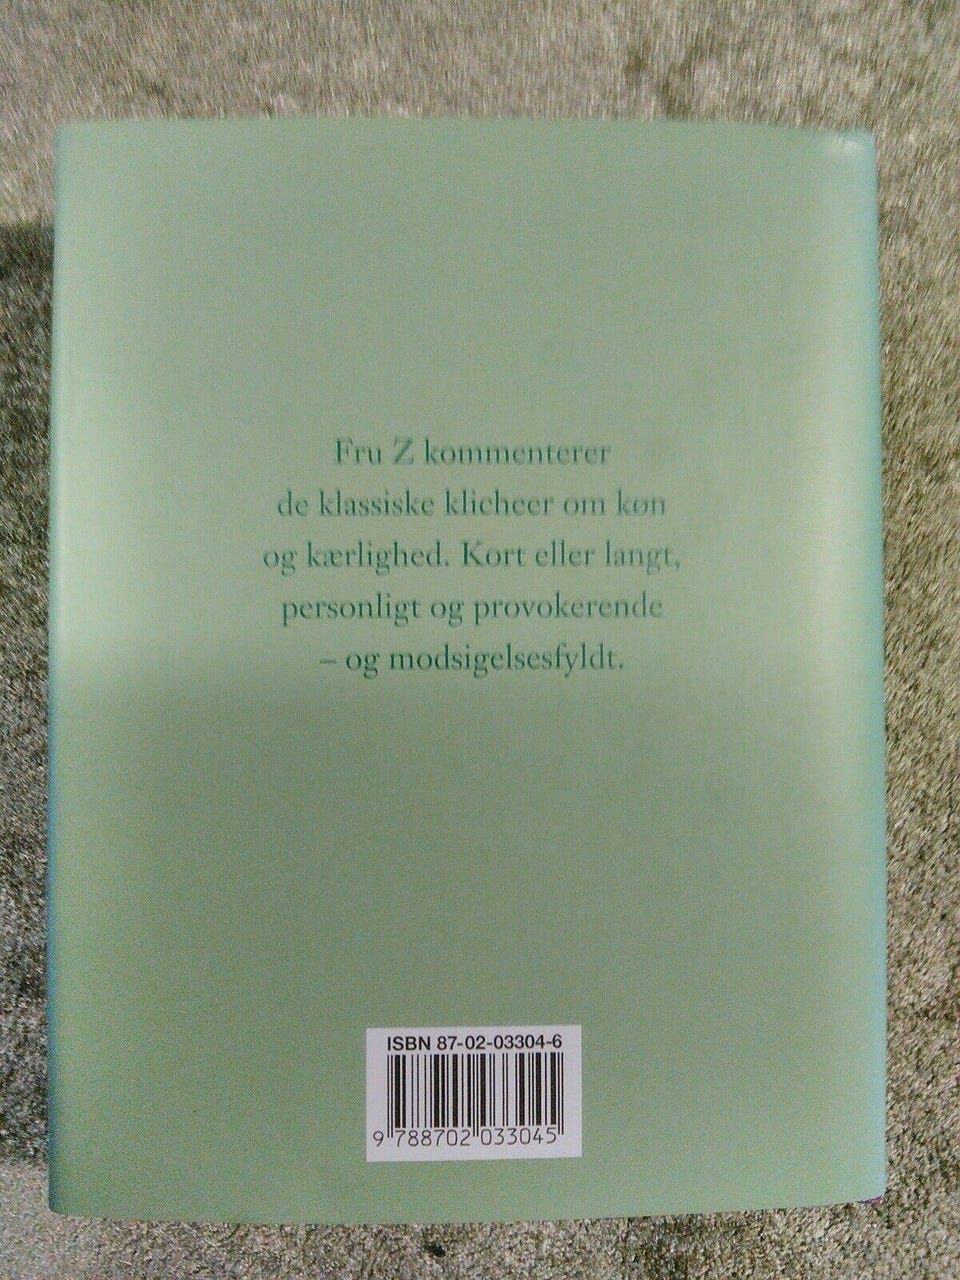 Fru Z kommenterer
de klassiske klicheer om køn
og kærlighed. Kort eller langt,
personligt og provokerende
– og modsigelsesfyldt.
ISBN 87-02-03304-6
9 788702 033045